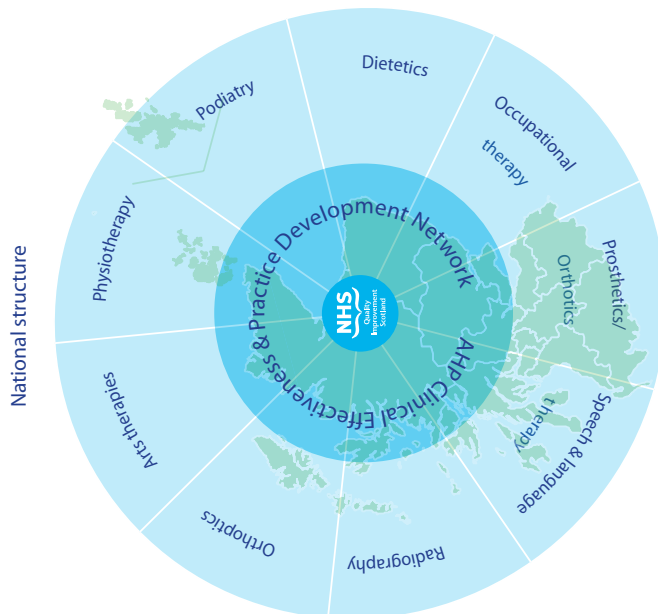 National structure
Dietetics
Occupational
therapy
Prosthetics/
Orthotics
Speech & language
therapy
Radiography
Orthoptics
Arts therapies
Physiotherapy
Podiatry
AHP Clinical Effectiveness & Practice Development Network
NHS
Quality
Improvement
Scotland